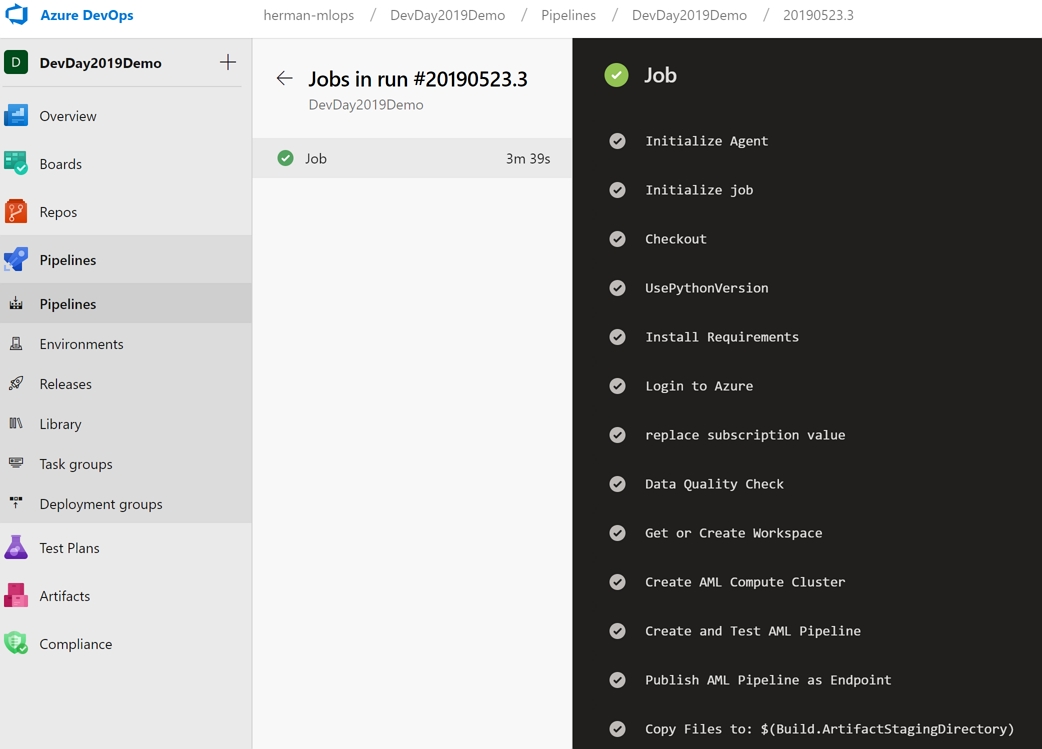 Azure DevOps
herman-mlops / DevDay2019Demo / Pipelines / DevDay2019Demo / 20190523.3
D DevDay2019Demo +
Overview
Boards
Repos
Pipelines
Pipelines
Environments
Releases
Library
Task groups
Deployment groups
Test Plans
Artifacts
Compliance
Jobs in run #20190523.3
DevDay2019Demo
Job 3m 39s
Job
Initialize Agent
Initialize job
Checkout
UsePythonVersion
Install Requirements
Login to Azure
replace subscription value
Data Quality Check
Get or Create Workspace
Create AML Compute Cluster
Create and Test AML Pipeline
Publish AML Pipeline as Endpoint
Copy Files to: $(Build.ArtifactStagingDirectory)